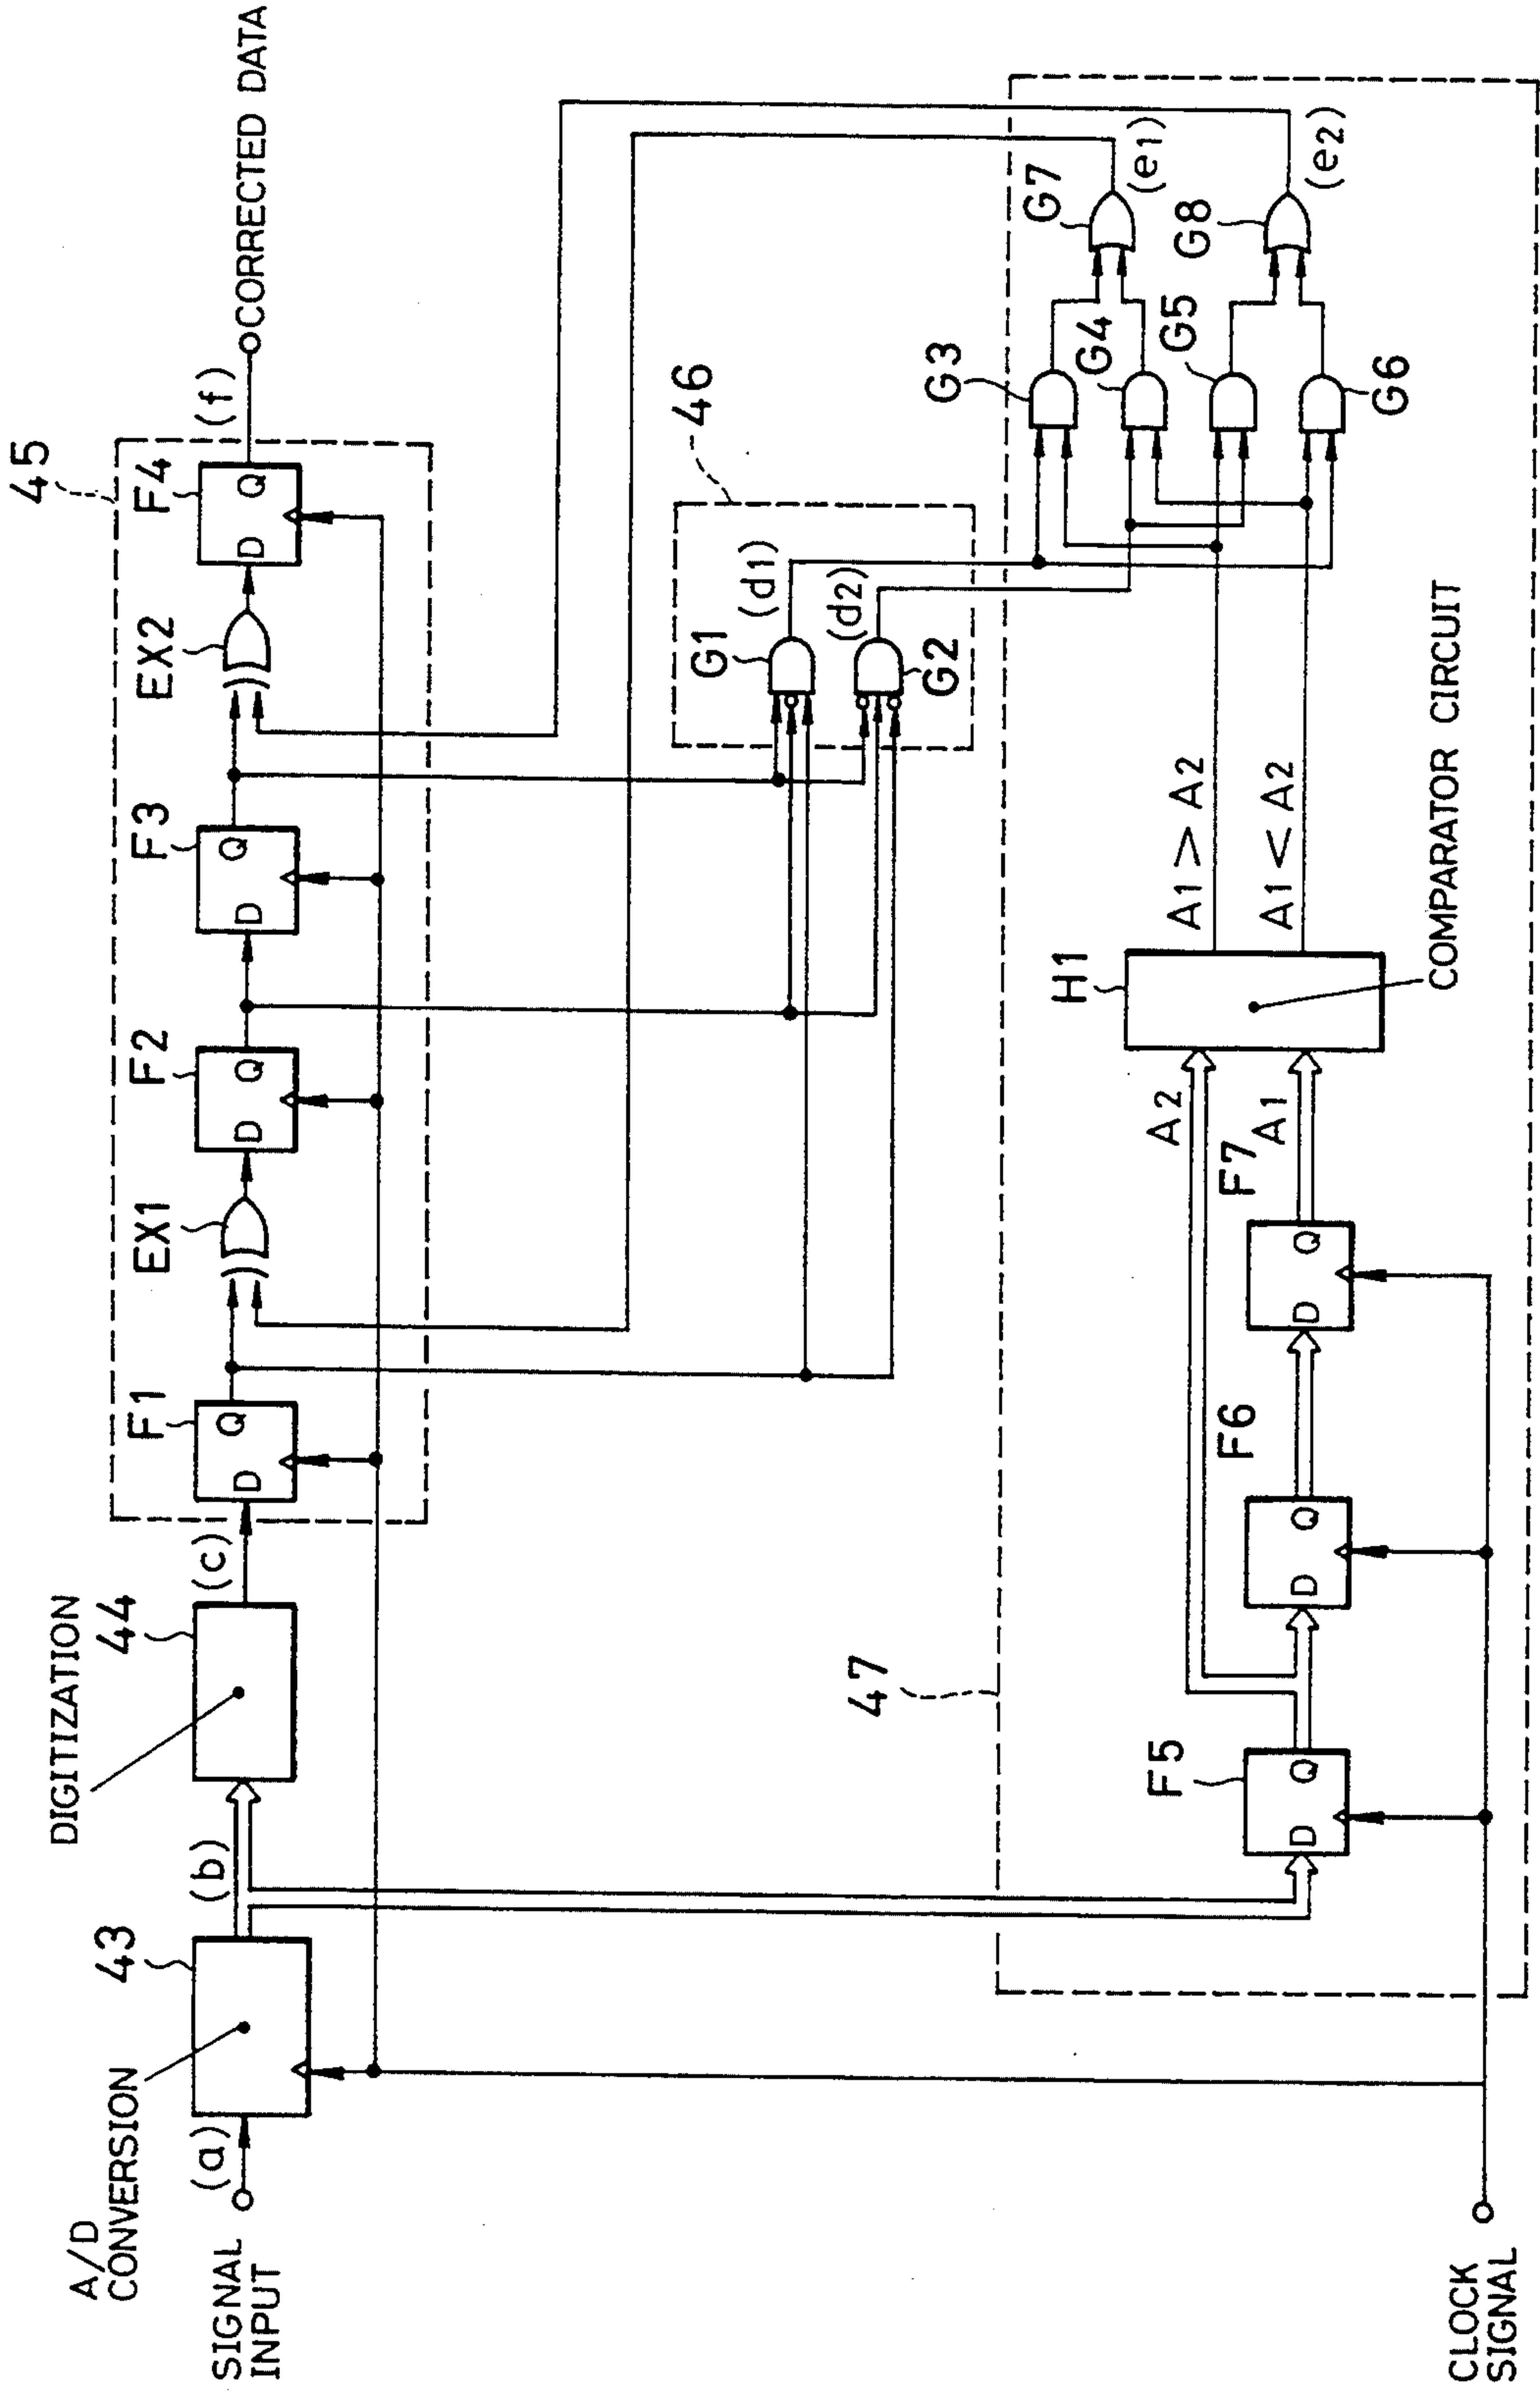 45
F1
D
Q
EX1
F2
D
Q
F3
D
Q
EX2
F4
D
Q
(f)
CORRECTED DATA
DIGITIZATION
44
(c)
A/D
CONVERSION
43
(b)
(a)
SIGNAL
INPUT
46
G1
(d1)
(d2)
G2
47
F5
D
Q
F6
D
Q
F7
D
Q
A2
A1
H1
COMPARATOR CIRCUIT
A1 > A2
A1 < A2
G3
G4
G5
G6
G7
(e1)
G8
(e2)
CLOCK
SIGNAL